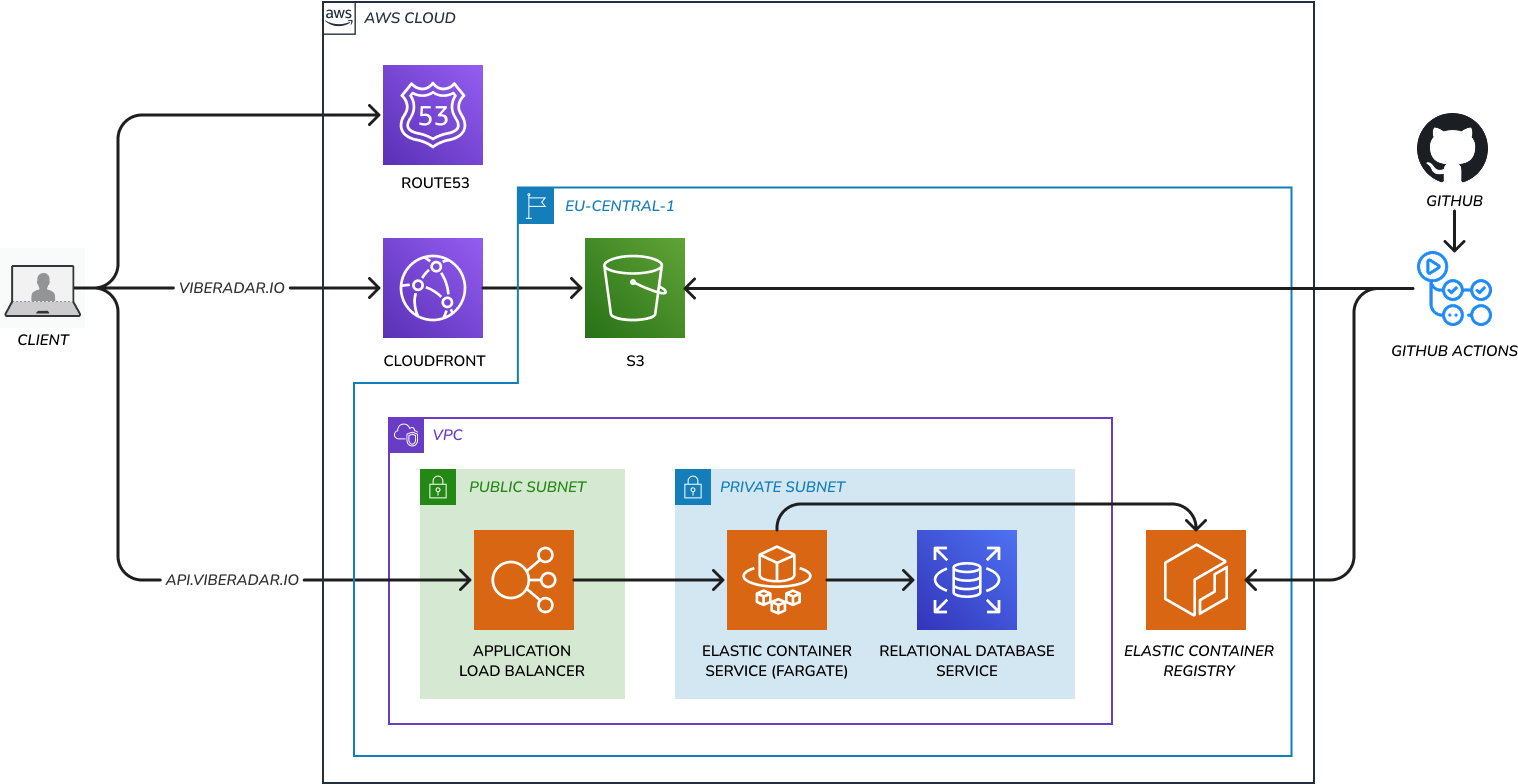 aws
AWS CLOUD
53
ROUTE53
GITHUB
EU-CENTRAL-1
VIBERADAR.IO
CLIENT
CLOUDFRONT
S3
GITHUB ACTIONS
VPC
PUBLIC SUBNET
PRIVATE SUBNET
API.VIBERADAR.IO
APPLICATION
LOAD BALANCER
ELASTIC CONTAINER
SERVICE (FARGATE)
RELATIONAL DATABASE
SERVICE
ELASTIC CONTAINER
REGISTRY